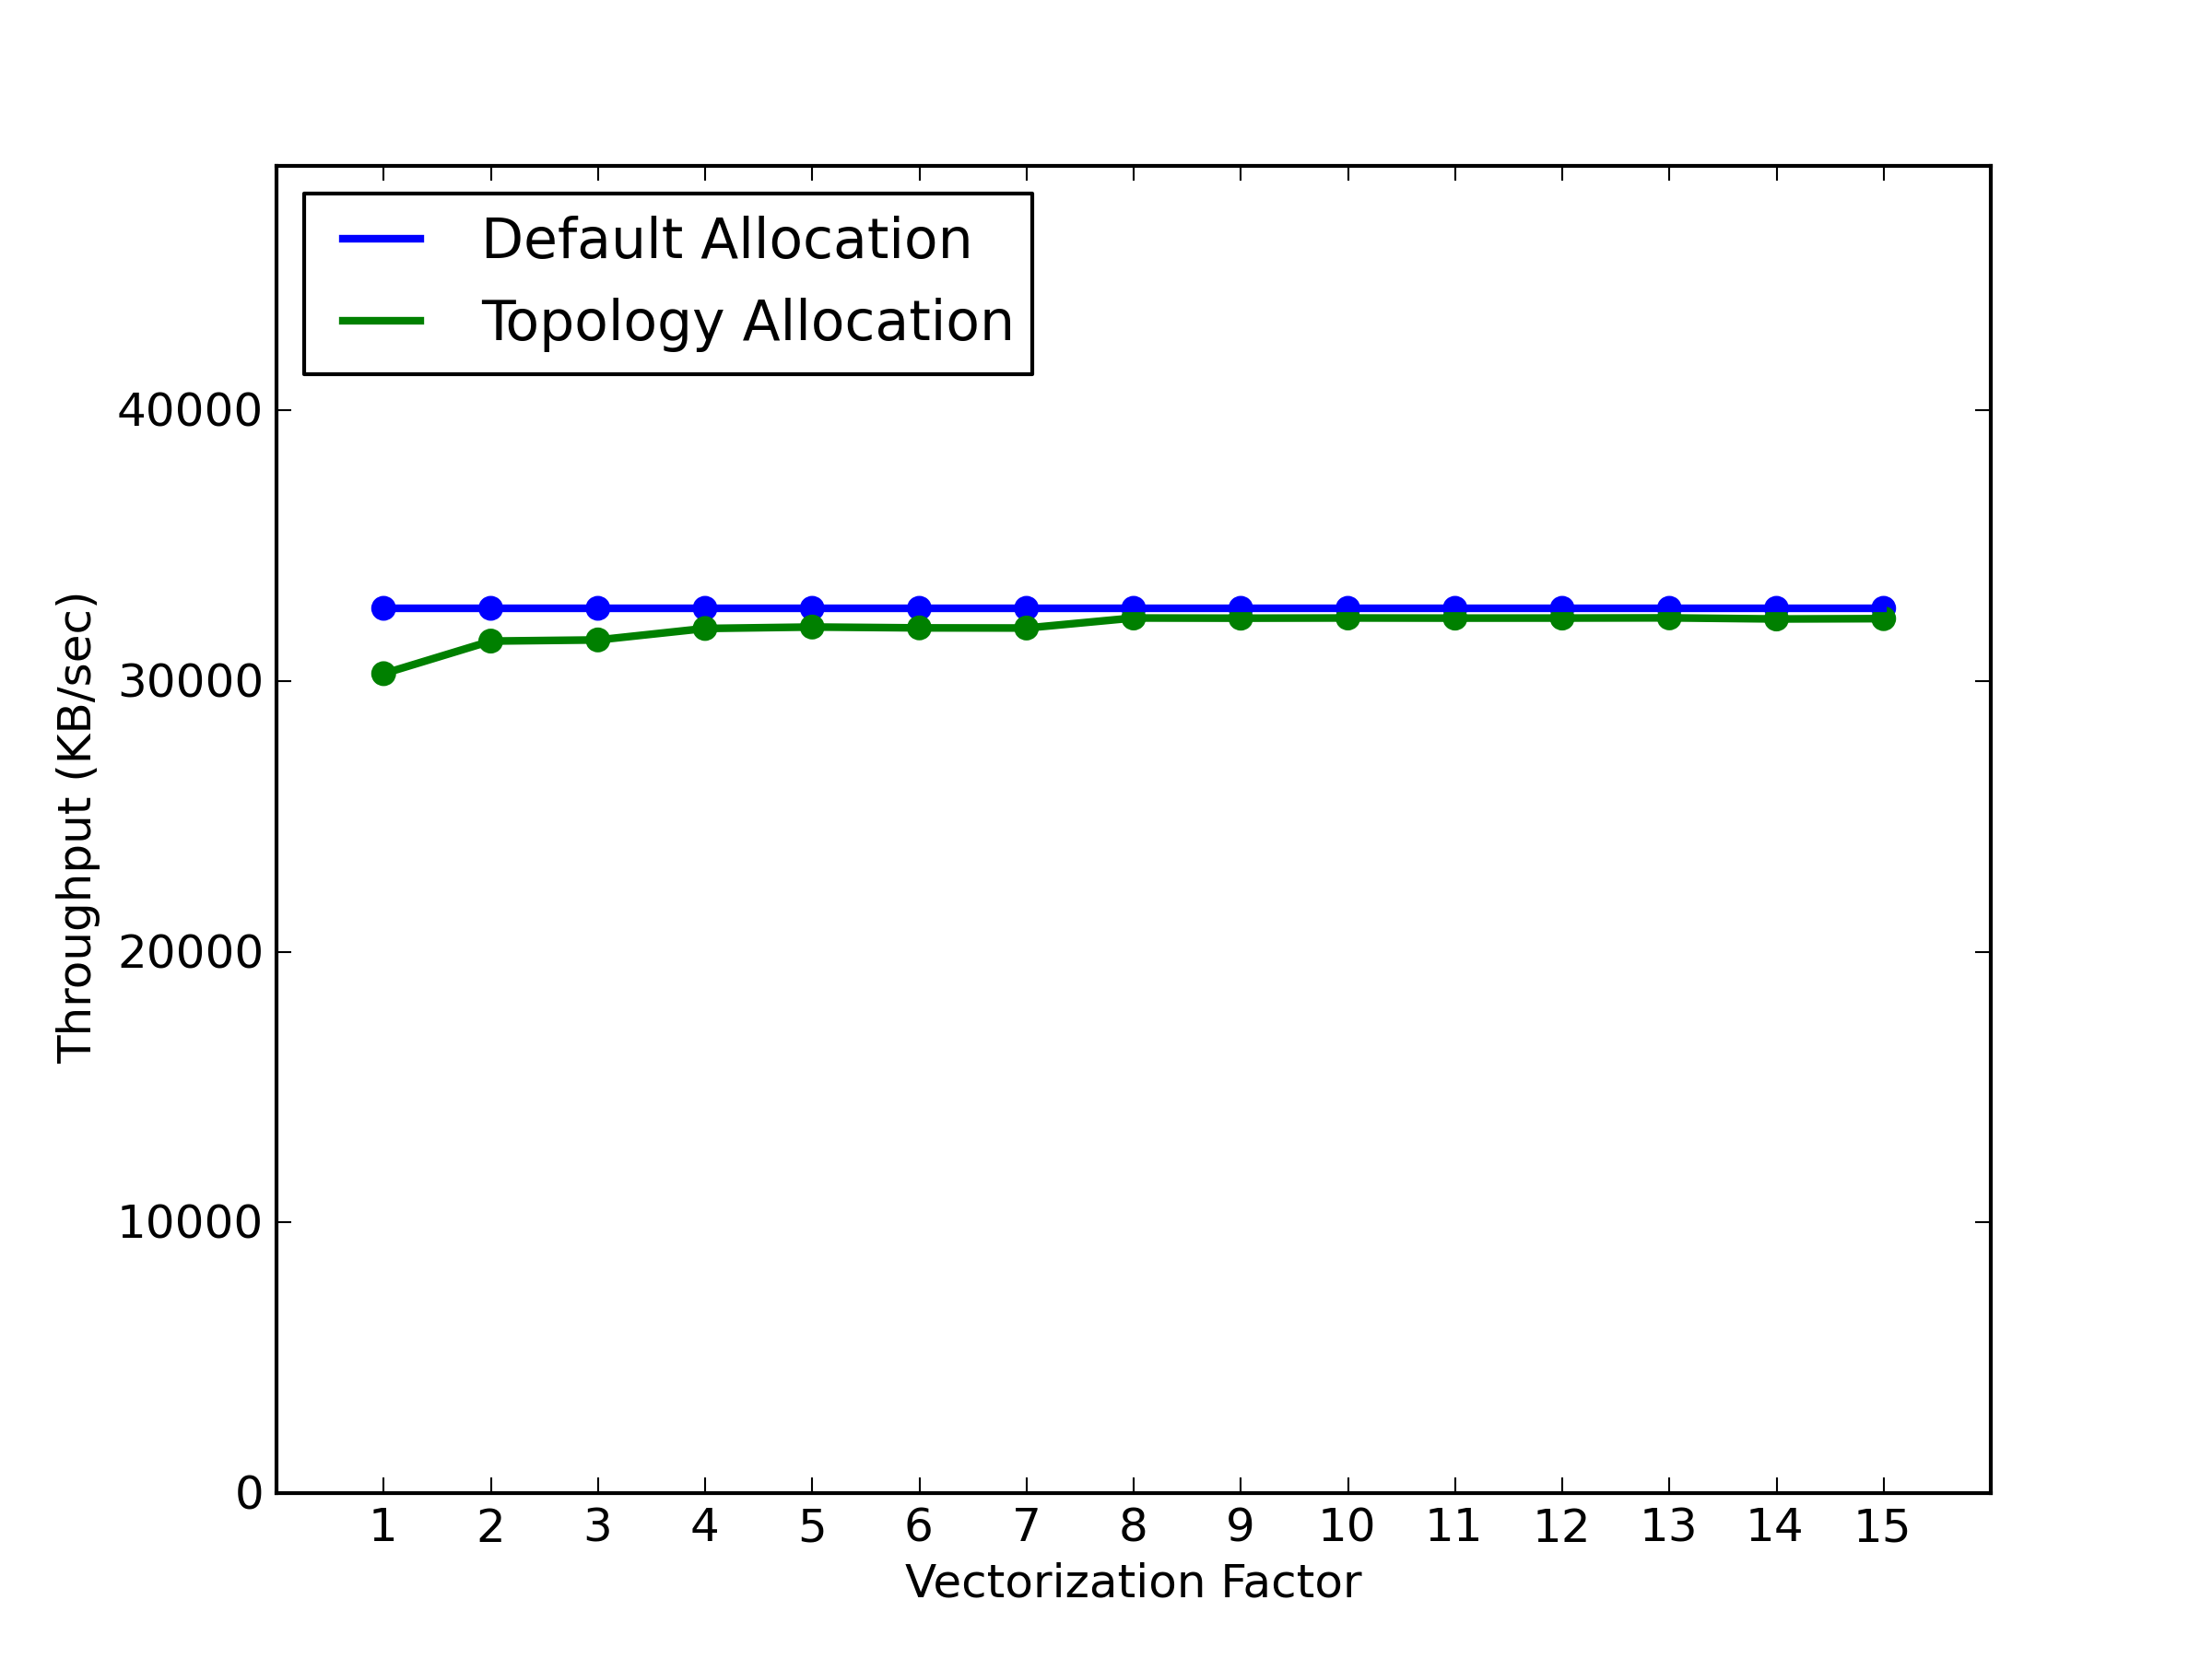 Default Allocation
Topology Allocation
40000
30000
20000
10000
0
Throughput (KB/sec)
1 2 3 4 5 6 7 8 9 10 11 12 13 14 15
Vectorization Factor